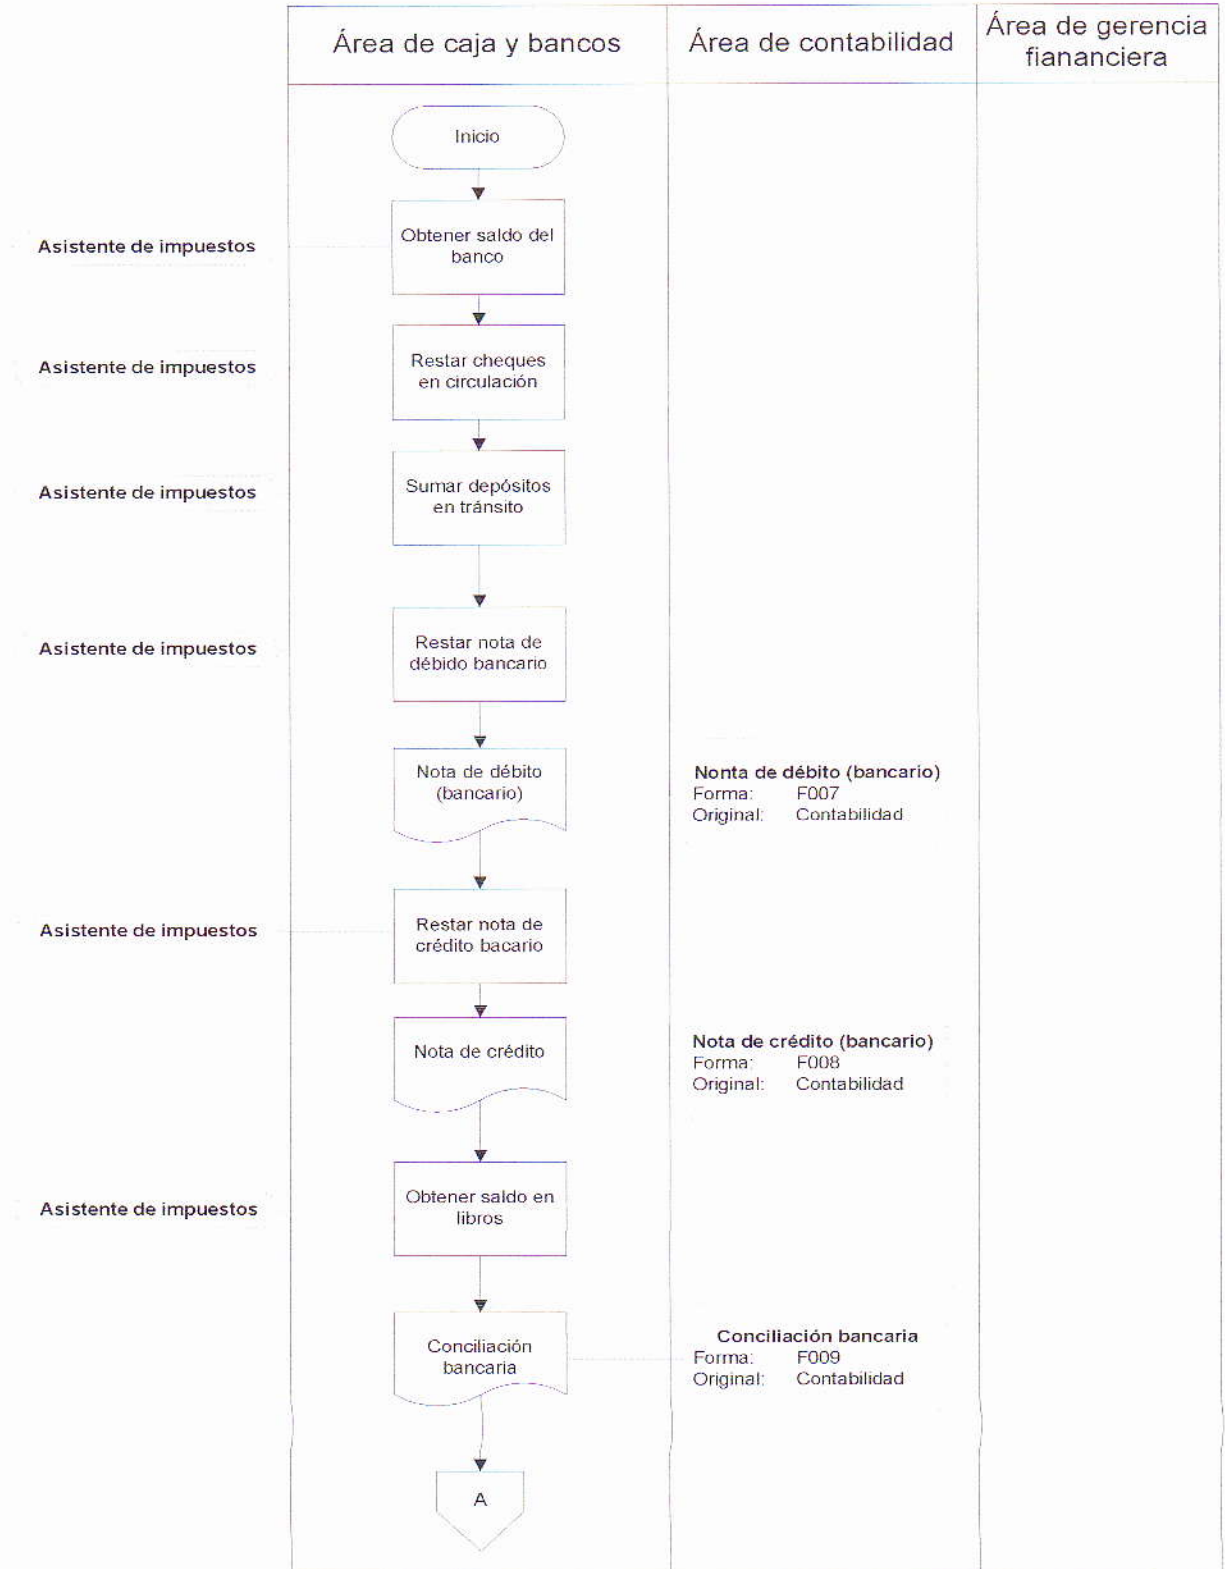 Área de caja y bancos
Área de contabilidad
Área de gerencia
fiananciera
Inicio
Asistente de impuestos
Obtener saldo del
banco
Asistente de impuestos
Restar cheques
en circulación
Asistente de impuestos
Sumar depósitos
en tránsito
Asistente de impuestos
Restar nota de
débido bancario
Nota de débito
(bancario)
Nonta de débito (bancario)
Forma: F007
Original: Contabilidad
Asistente de impuestos
Restar nota de
crédito bacario
Nota de crédito
Nota de crédito (bancario)
Forma: F008
Original: Contabilidad
Asistente de impuestos
Obtener saldo en
libros
Conciliación
bancaria
Conciliación bancaria
Forma: F009
Original: Contabilidad
A